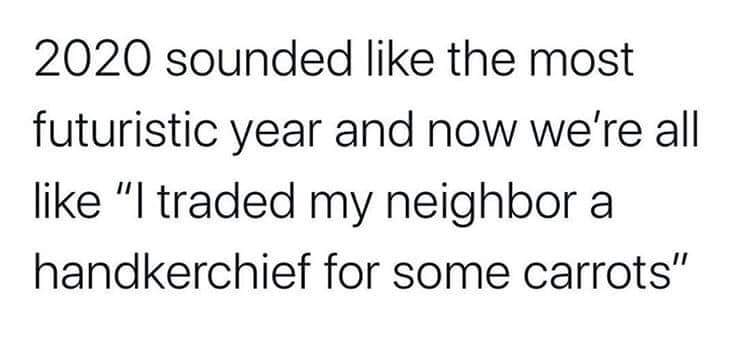 2020 sounded like the most
futuristic year and now we’re all
like "I traded my neighbor a
handkerchief for some carrots"